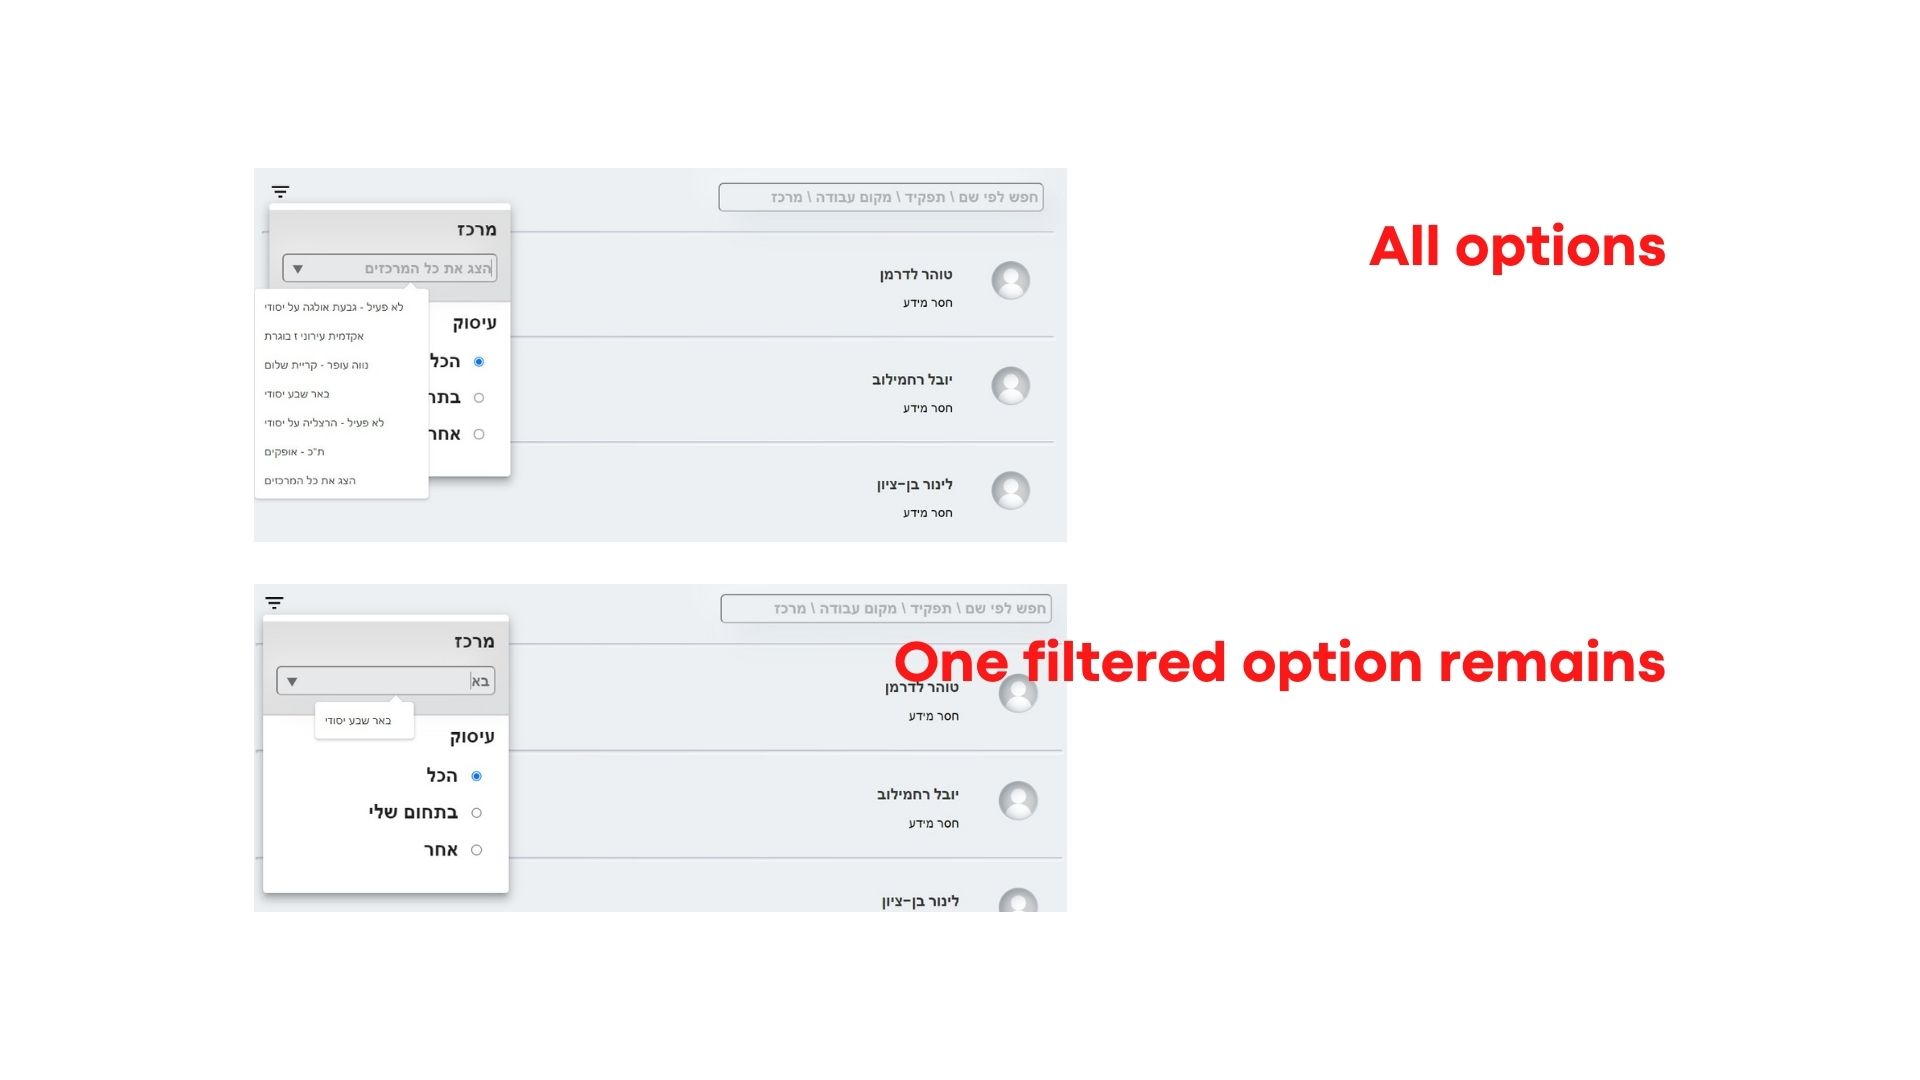 All options
חפש לפי שם \ תפקיד \ מקום עבודה \ מרכז
מרכז
הצג את כל המרכזים
לא פעיל - גבעת אולגה על יסודי
אקדמית עירוני ז בוגרת
נווה עופר - קריית שלום
באר שבע יסודי
לא פעיל - הרצליה על יסודי
ת"כ - אופקים
הצג את כל המרכזים
עיסוק
הכל
בתח
אחר
טוהר לדרמן
חסר מידע
יובל רחמילוב
חסר מידע
לינור בן-ציון
חסר מידע
One filtered option remains
חפש לפי שם \ תפקיד \ מקום עבודה \ מרכז
מרכז
בא
באר שבע יסודי
עיסוק
הכל
בתחום שלי
אחר
טוהר לדרמן
חסר מידע
יובל רחמילוב
חסר מידע
לינור בן-ציון